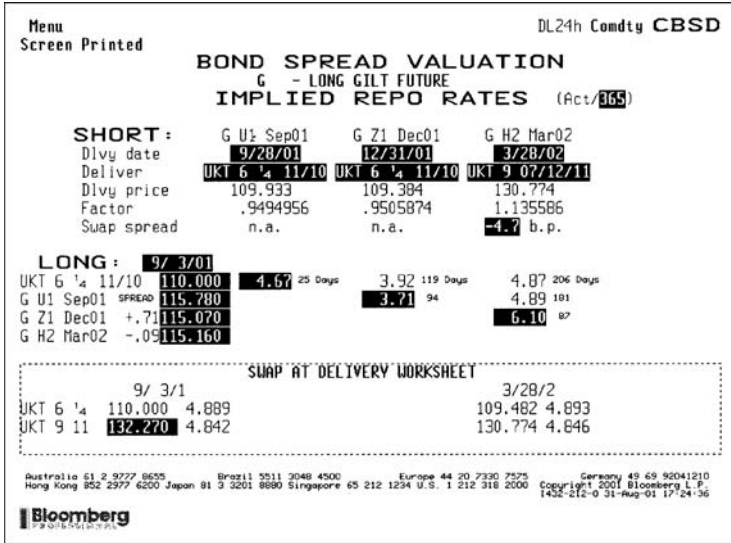 Menu DL24h Comdty CBSD
Screen Printed
BOND SPREAD VALUATION
G - LONG GILT FUTURE
IMPLIED REPO RATES (Act/365)
SHORT: G U1 Sep01 G Z1 Dec01 G H2 Mar02
Dlvy date 9/28/01 12/31/01 3/28/02
Deliver UKT 6 ¼ 11/10 UKT 6 ¼ 11/10 UKT 9 07/12/11
Dlvy price 109.933 109.384 130.774
Factor .9494956 .9505874 1.135586
Swap spread n.a. n.a. -4.7 b.p.
LONG: 9/ 3/01
UKT 6 ¼ 11/10 110.000 4.67 25 Days 3.92 119 Days 4.87 206 Days
G U1 Sep01 SPREAD 115.780 3.71 94 4.89 181
G Z1 Dec01 +.71 115.070 6.10 87
G H2 Mar02 -.09 115.160
SWAP AT DELIVERY WORKSHEET
9/ 3/1 3/28/2
UKT 6 ¼ 110.000 4.889 109.482 4.893
UKT 9 11 132.270 4.842 130.774 4.846
Australia 61 2 9777 8655 Brazil 5511 3048 4500 Europe 44 20 7330 7575 Germany 49 69 92041210
Hong Kong 852 2977 6200 Japan 81 3 3201 8880 Singapore 65 212 1234 U.S. 1 212 318 2000 Copyright 2001 Bloomberg L.P.
1432-212-0 31-Aug-01 17:24:36
Bloomberg
PROFESSIONAL